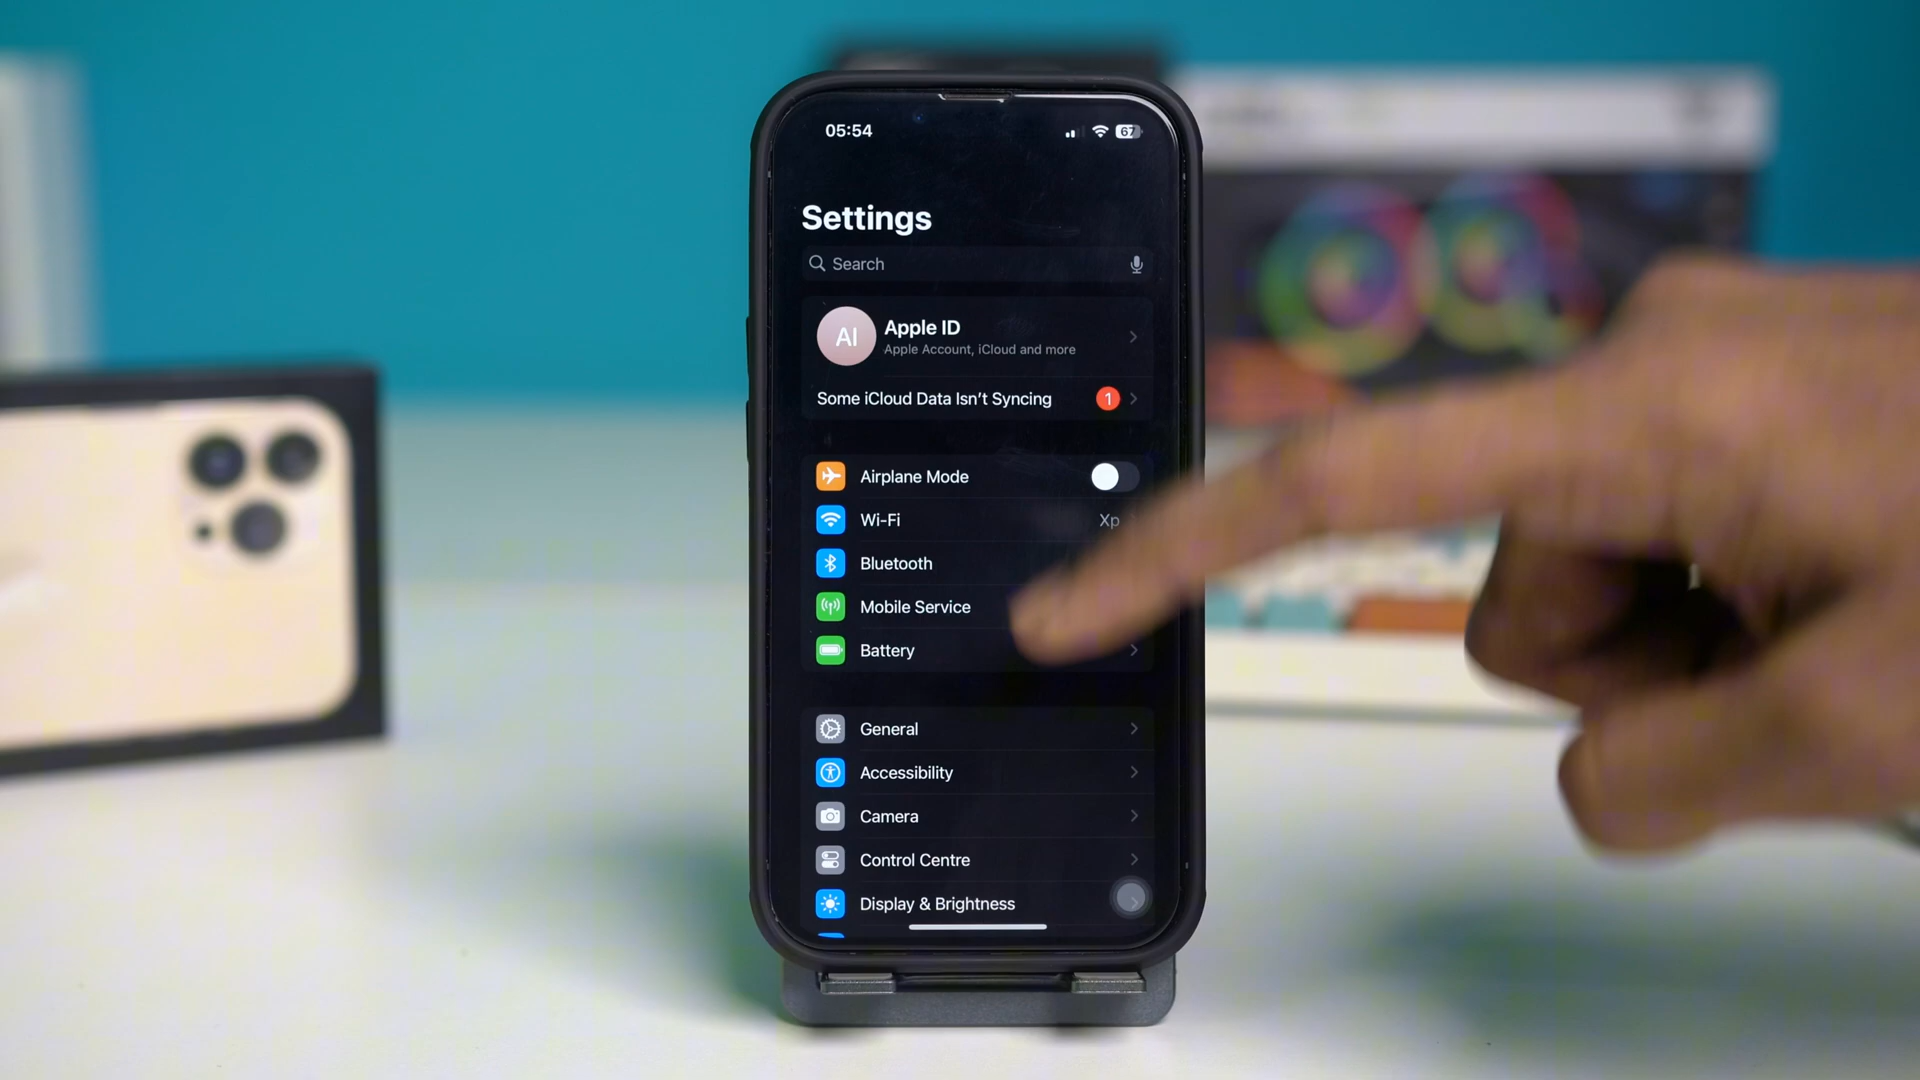 05:54
67
Settings
Search
AI
Apple ID
Apple Account, iCloud and more
Some iCloud Data Isn't Syncing
1
Airplane Mode
Wi-Fi
Xp
Bluetooth
Mobile Service
Battery
General
Accessibility
Camera
Control Centre
Display & Brightness